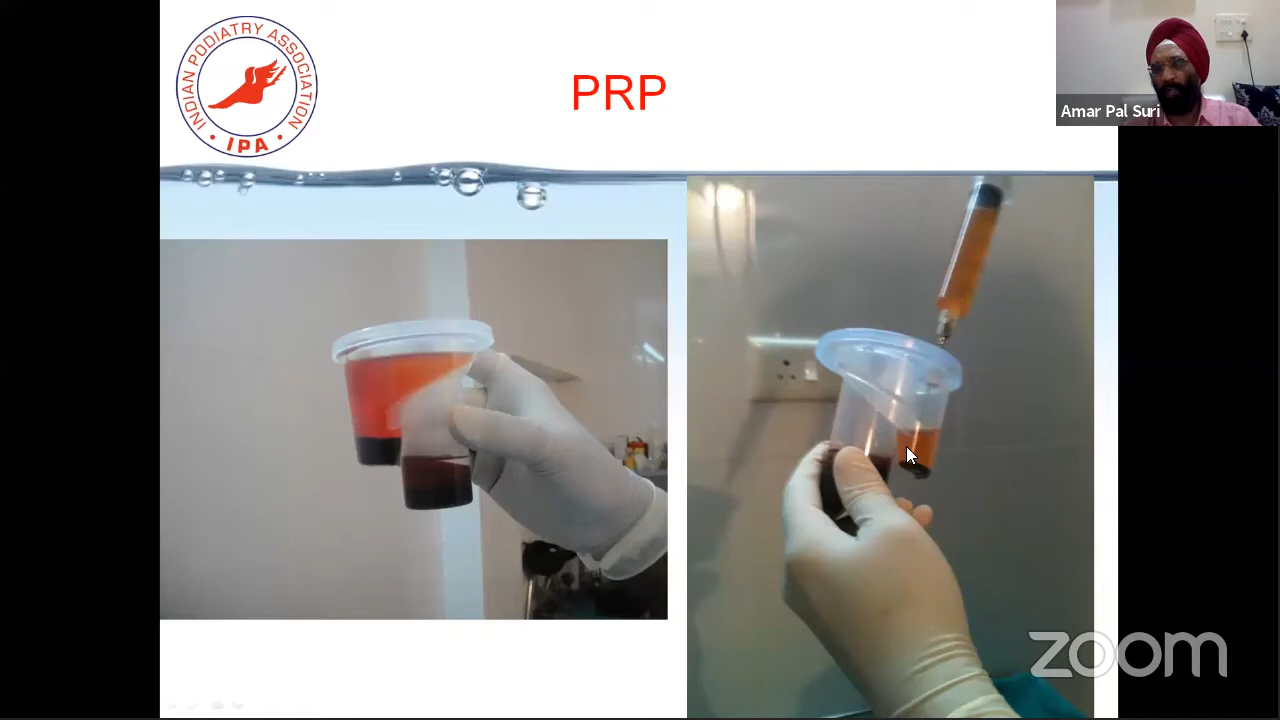 INDIAN PODIATRY ASSOCIATION
• IPA •
PRP
Amar Pal Suri
zoom